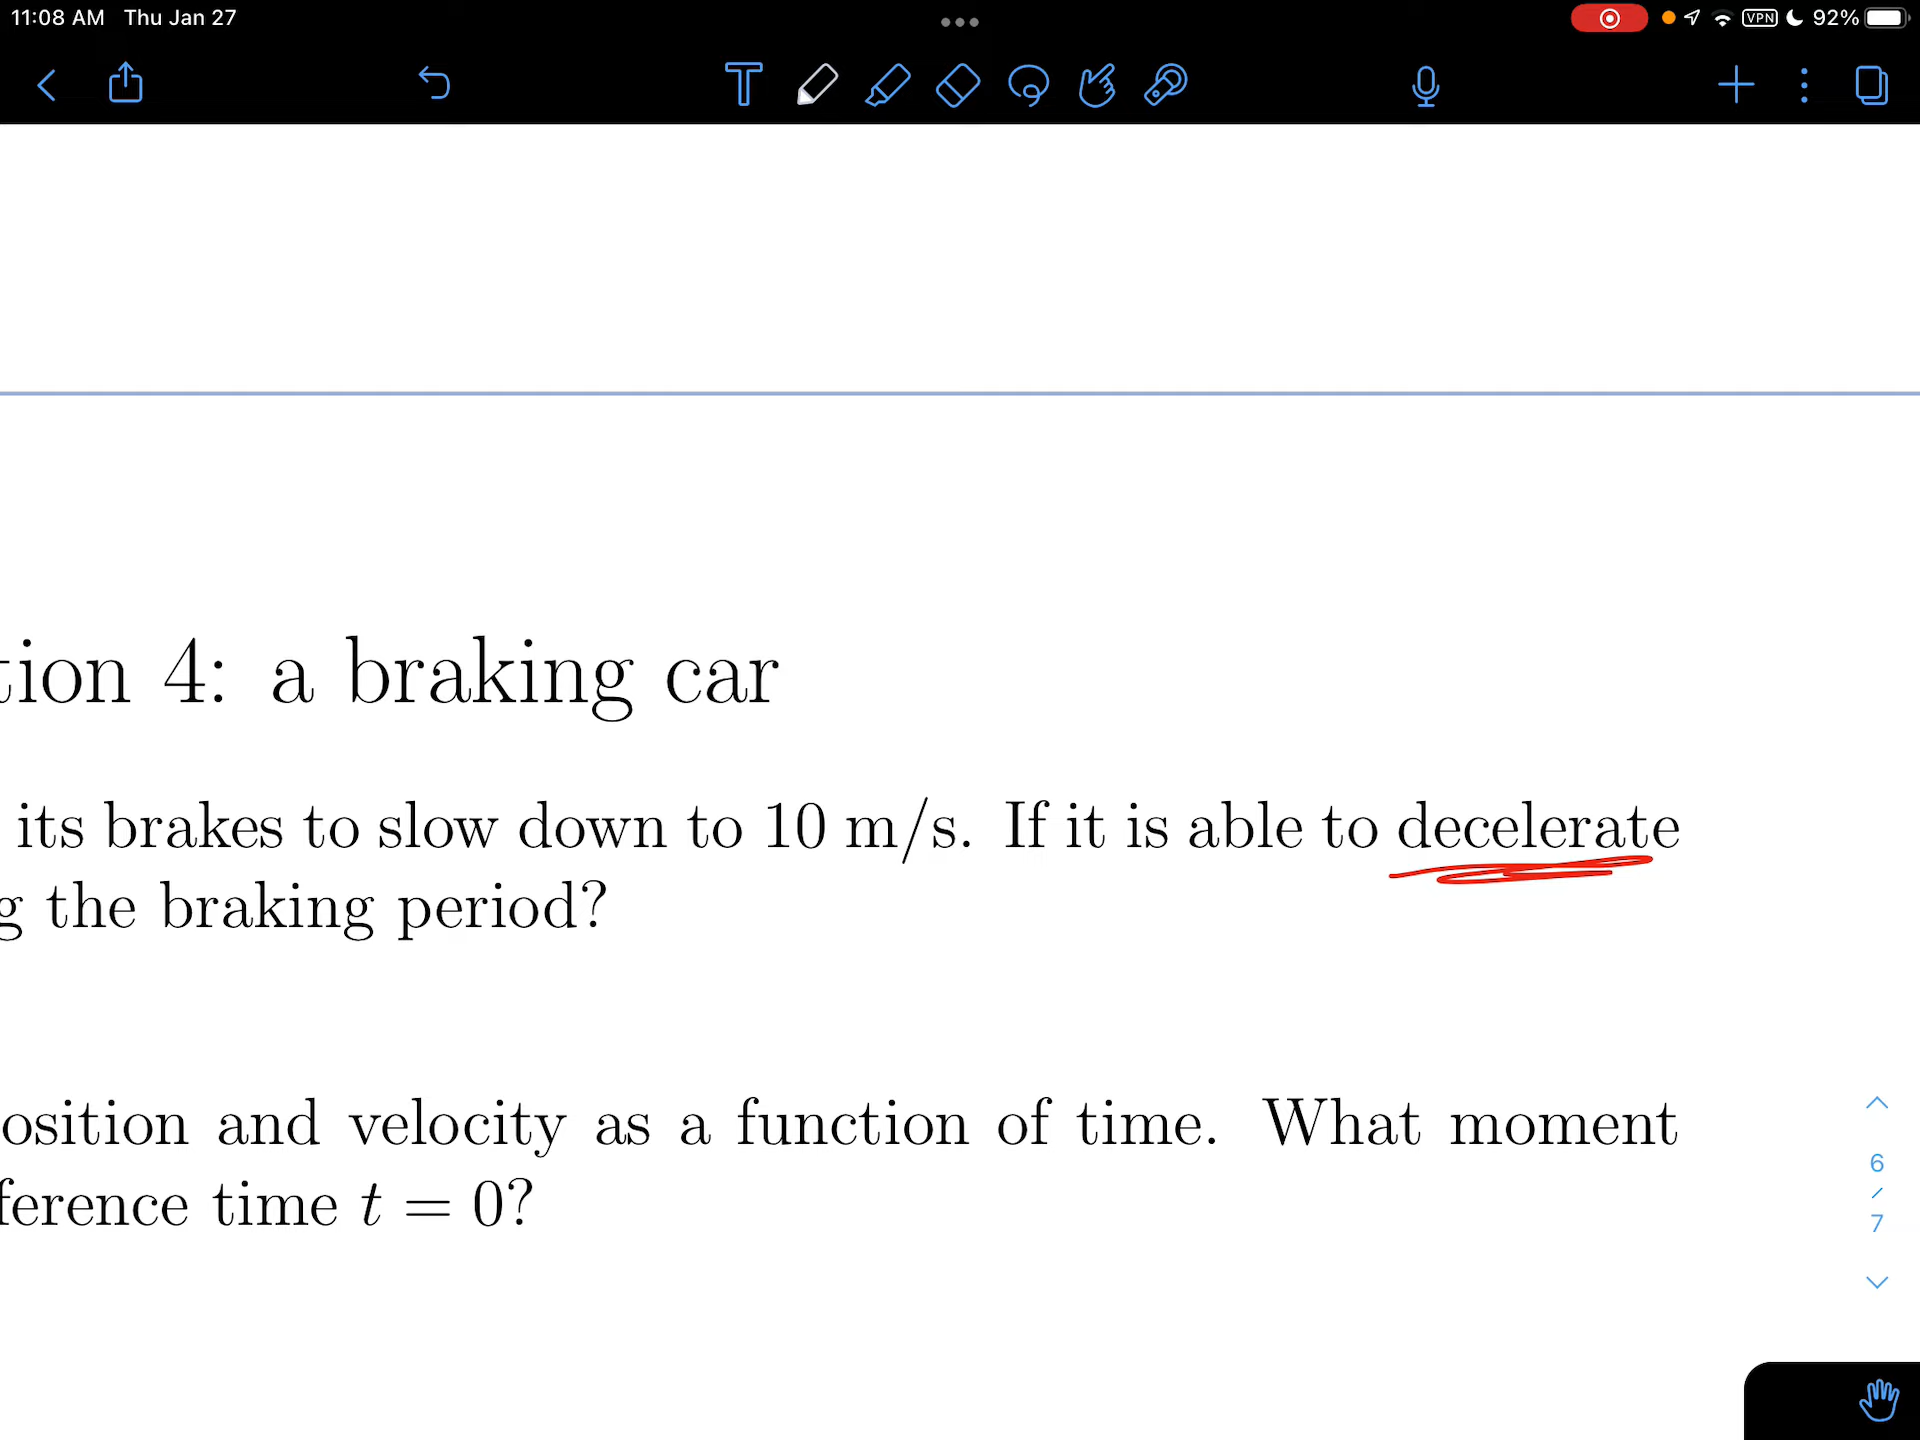 11:08 AM Thu Jan 27
VPN 92%
tion 4: a braking car
its brakes to slow down to 10 m/s. If it is able to decelerate
g the braking period?
osition and velocity as a function of time. What moment
ference time t = 0?
6
/
7